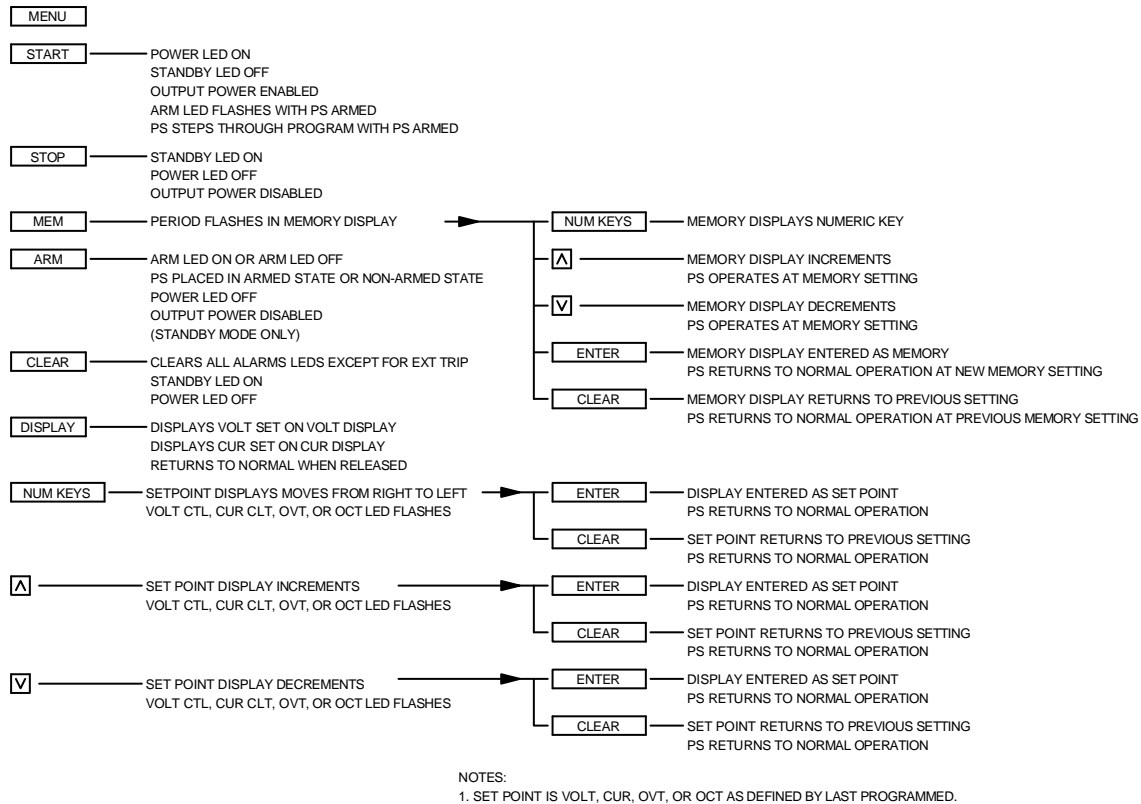 MENU
START
POWER LED ON
STANDBY LED OFF
OUTPUT POWER ENABLED
ARM LED FLASHES WITH PS ARMED
PS STEPS THROUGH PROGRAM WITH PS ARMED
STOP
STANDBY LED ON
POWER LED OFF
OUTPUT POWER DISABLED
MEM
PERIOD FLASHES IN MEMORY DISPLAY
NUM KEYS
MEMORY DISPLAYS NUMERIC KEY
MEMORY DISPLAY INCREMENTS
PS OPERATES AT MEMORY SETTING
MEMORY DISPLAY DECREMENTS
PS OPERATES AT MEMORY SETTING
ENTER
MEMORY DISPLAY ENTERED AS MEMORY
PS RETURNS TO NORMAL OPERATION AT NEW MEMORY SETTING
CLEAR
MEMORY DISPLAY RETURNS TO PREVIOUS SETTING
PS RETURNS TO NORMAL OPERATION AT PREVIOUS MEMORY SETTING
ARM
ARM LED ON OR ARM LED OFF
PS PLACED IN ARMED STATE OR NON-ARMED STATE
POWER LED OFF
OUTPUT POWER DISABLED
(STANDBY MODE ONLY)
CLEAR
CLEARS ALL ALARMS LEDS EXCEPT FOR EXT TRIP
STANDBY LED ON
POWER LED OFF
DISPLAY
DISPLAYS VOLT SET ON VOLT DISPLAY
DISPLAYS CUR SET ON CUR DISPLAY
RETURNS TO NORMAL WHEN RELEASED
NUM KEYS
SETPOINT DISPLAYS MOVES FROM RIGHT TO LEFT
VOLT CTL, CUR CLT, OVT, OR OCT LED FLASHES
ENTER
DISPLAY ENTERED AS SET POINT
PS RETURNS TO NORMAL OPERATION
CLEAR
SET POINT RETURNS TO PREVIOUS SETTING
PS RETURNS TO NORMAL OPERATION
SET POINT DISPLAY INCREMENTS
VOLT CTL, CUR CLT, OVT, OR OCT LED FLASHES
ENTER
DISPLAY ENTERED AS SET POINT
PS RETURNS TO NORMAL OPERATION
CLEAR
SET POINT RETURNS TO PREVIOUS SETTING
PS RETURNS TO NORMAL OPERATION
SET POINT DISPLAY DECREMENTS
VOLT CTL, CUR CLT, OVT, OR OCT LED FLASHES
ENTER
DISPLAY ENTERED AS SET POINT
PS RETURNS TO NORMAL OPERATION
CLEAR
SET POINT RETURNS TO PREVIOUS SETTING
PS RETURNS TO NORMAL OPERATION
NOTES:
1. SET POINT IS VOLT, CUR, OVT, OR OCT AS DEFINED BY LAST PROGRAMMED.